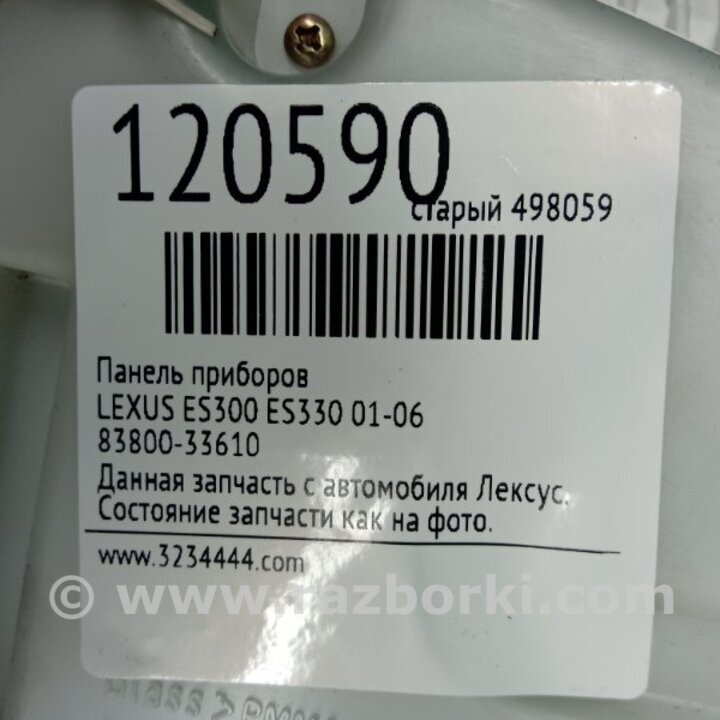 120590
старый 498059
Панель приборов
LEXUS ES300 ES330 01-06
83800-33610
Данная запчасть с автомобиля Лексус.
Состояние запчасти как на фото.
www.3234444.com
© www.razborki.com